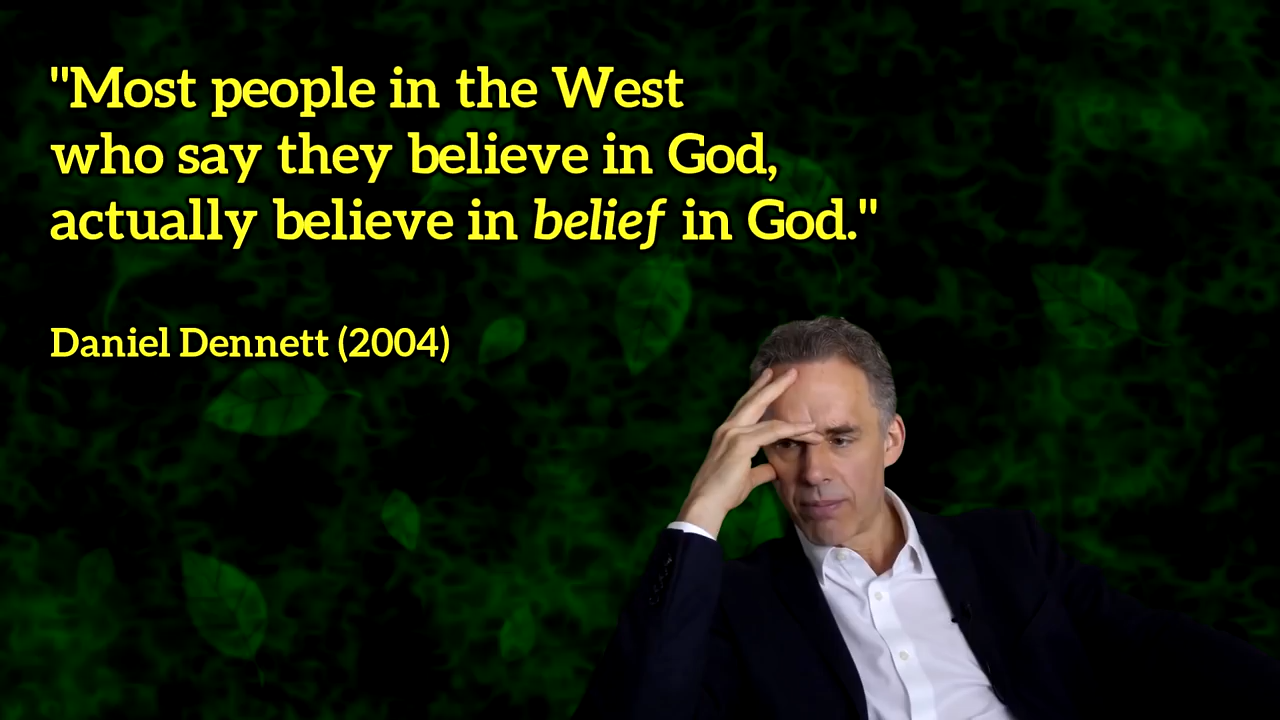 "Most people in the West
who say they believe in God,
actually believe in belief in God."
Daniel Dennett (2004)